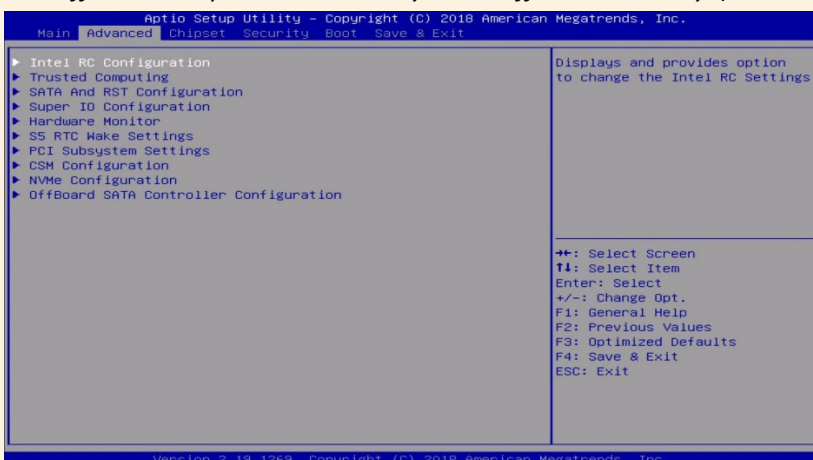 Aptio Setup Utility – Copyright (C) 2018 American Megatrends, Inc.
Main Advanced Chipset Security Boot Save & Exit
▶ Intel RC Configuration
▶ Trusted Computing
▶ SATA And RST Configuration
▶ Super IO Configuration
▶ Hardware Monitor
▶ S5 RTC Wake Settings
▶ PCI Subsystem Settings
▶ CSM Configuration
▶ NVMe Configuration
▶ OffBoard SATA Controller Configuration
Displays and provides option
to change the Intel RC Settings
→←: Select Screen
↑↓: Select Item
Enter: Select
+/-: Change Opt.
F1: General Help
F2: Previous Values
F3: Optimized Defaults
F4: Save & Exit
ESC: Exit
Version 2.19.1269. Copyright (C) 2018 American Megatrends, Inc.